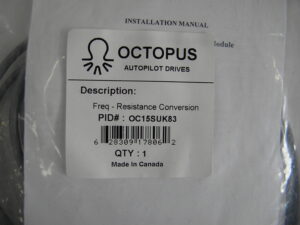 INSTALLATION MANUAL
Module
OCTOPUS
AUTOPILOT DRIVES
Description:
Freq - Resistance Conversion
PID# : OC15SUK83
6 28309 17806 2
QTY : 1
Made in Canada